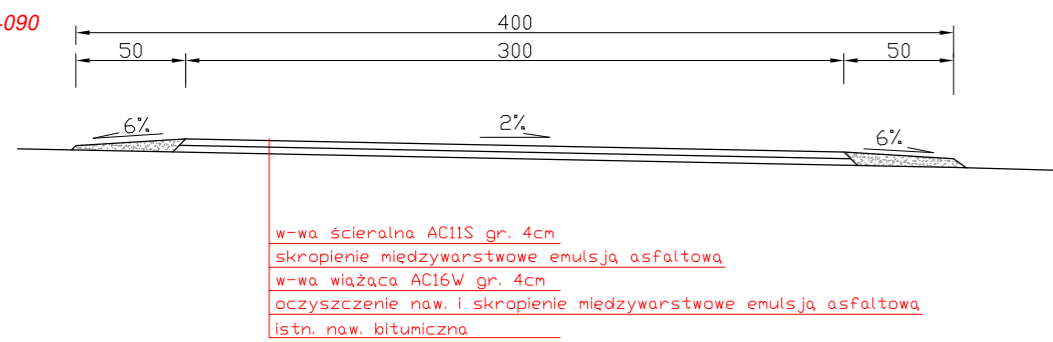 -090
400
50 300 50
6% 2% 6%
w-wa ścieralna AC11S gr. 4cm
skropienie międzywarstwowe emulsją asfaltową
w-wa wiążąca AC16W gr. 4cm
oczyszczenie naw. i skropienie międzywarstwowe emulsją asfaltową
istn. naw. bitumiczna